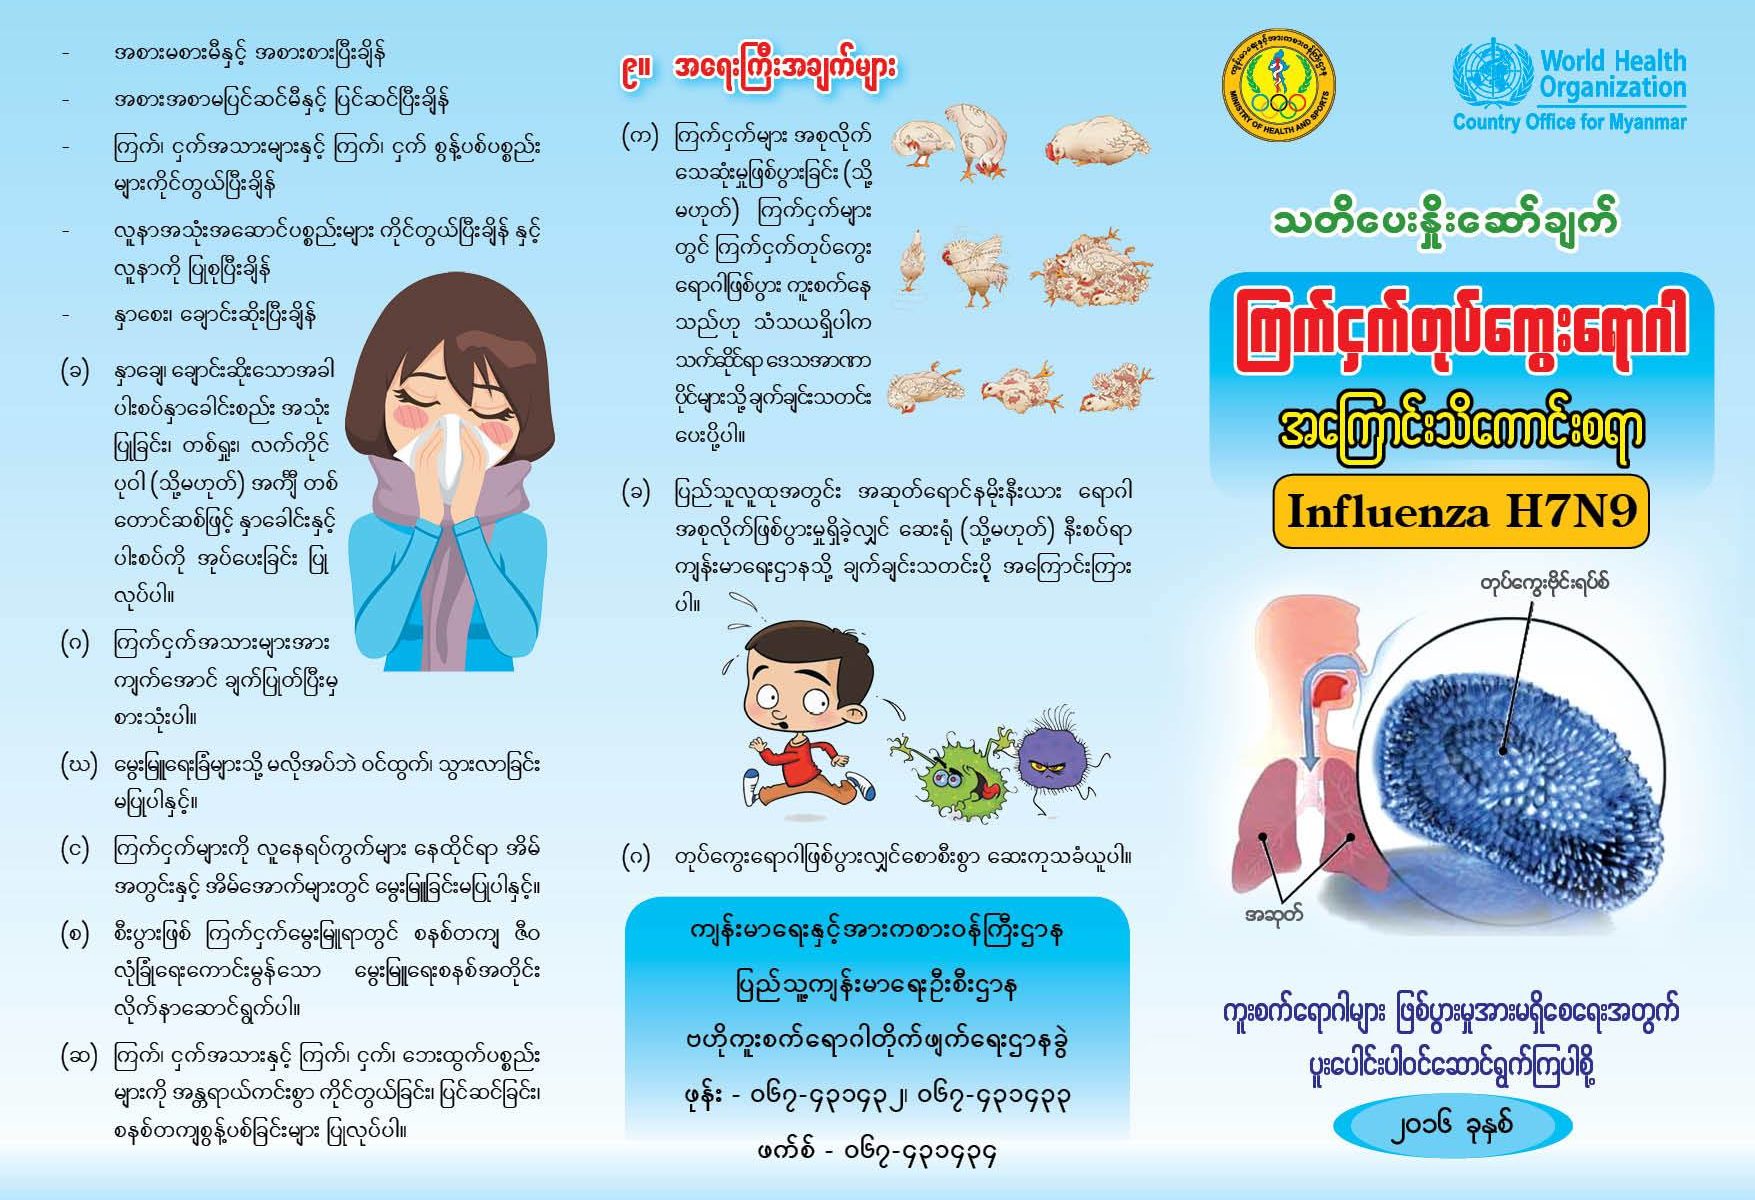 - အစားမစားမီနှင့် အစားစားပြီးချိန်
- အစားအစာမပြင်ဆင်မီနှင့် ပြင်ဆင်ပြီးချိန်
- ကြက်၊ ငှက်အသားများနှင့် ကြက်၊ ငှက် စွန့်ပစ်ပစ္စည်း
များကိုင်တွယ်ပြီးချိန်
- လူနာအသုံးအဆောင်ပစ္စည်းများ ကိုင်တွယ်ပြီးချိန် နှင့်
လူနာကို ပြုစုပြီးချိန်
- နှာစေး၊ ချောင်းဆိုးပြီးချိန်
(ခ) နှာချေ၊ ချောင်းဆိုးသောအခါ
ပါးစပ်နှာခေါင်းစည်း အသုံး
ပြုခြင်း၊ တစ်ရှူး၊ လက်ကိုင်
ပုဝါ (သို့မဟုတ်) အင်္ကျီ တစ်
တောင်ဆစ်ဖြင့် နှာခေါင်းနှင့်
ပါးစပ်ကို အုပ်ပေးခြင်း ပြု
လုပ်ပါ။
(ဂ) ကြက်ငှက်အသားများအား
ကျက်အောင် ချက်ပြုတ်ပြီးမှ
စားသုံးပါ။
(ဃ) မွေးမြူရေးခြံများသို့ မလိုအပ်ဘဲ ဝင်ထွက်၊ သွားလာခြင်း
မပြုပါနှင့်။
(င) ကြက်ငှက်များကို လူနေရပ်ကွက်များ နေထိုင်ရာ အိမ်
အတွင်းနှင့် အိမ်အောက်များတွင် မွေးမြူခြင်းမပြုပါနှင့်။
(စ) စီးပွားဖြစ် ကြက်ငှက်မွေးမြူရာတွင် စနစ်တကျ ဇီဝ
လုံခြုံရေးကောင်းမွန်သော မွေးမြူရေးစနစ်အတိုင်း
လိုက်နာဆောင်ရွက်ပါ။
(ဆ) ကြက်၊ ငှက်အသားနှင့် ကြက်၊ ငှက်၊ ဘေးထွက်ပစ္စည်း
များကို အန္တရာယ်ကင်းစွာ ကိုင်တွယ်ခြင်း၊ ပြင်ဆင်ခြင်း၊
စနစ်တကျစွန့်ပစ်ခြင်းများ ပြုလုပ်ပါ။
၉။ အရေးကြီးအချက်များ
(က) ကြက်ငှက်များ အစုလိုက်
သေဆုံးမှုဖြစ်ပွားခြင်း (သို့
မဟုတ်) ကြက်ငှက်များ
တွင် ကြက်ငှက်တုပ်ကွေး
ရောဂါဖြစ်ပွား ကူးစက်နေ
သည်ဟု သံသယရှိပါက
သက်ဆိုင်ရာ ဒေသအာဏာ
ပိုင်များသို့ ချက်ချင်းသတင်း
ပေးပို့ပါ။
(ခ) ပြည်သူလူထုအတွင်း အဆုတ်ရောင်နမိုးနီးယား ရောဂါ
အစုလိုက်ဖြစ်ပွားမှုရှိခဲ့လျှင် ဆေးရုံ (သို့မဟုတ်) နီးစပ်ရာ
ကျန်းမာရေးဌာနသို့ ချက်ချင်းသတင်းပို့ အကြောင်းကြား
ပါ။
(ဂ) တုပ်ကွေးရောဂါဖြစ်ပွားလျှင်စောစီးစွာ ဆေးကုသခံယူပါ။
ကျန်းမာရေးနှင့်အားကစားဝန်ကြီးဌာန
ပြည်သူ့ကျန်းမာရေးဦးစီးဌာန
ဗဟိုကူးစက်ရောဂါတိုက်ဖျက်ရေးဌာနခွဲ
ဖုန်း - ၀၆၇-၄၃၁၄၃၂၊ ၀၆၇-၄၃၁၄၃၃
ဖက်စ် - ၀၆၇-၄၃၁၄၃၄
ကျန်းမာရေးနှင့်အားကစားဝန်ကြီးဌာန
MINISTRY OF HEALTH AND SPORTS
World Health
Organization
Country Office for Myanmar
သတိပေးနှိုးဆော်ချက်
ကြက်ငှက်တုပ်ကွေးရောဂါ
အကြောင်းသိကောင်းစရာ
Influenza H7N9
တုပ်ကွေးဗိုင်းရပ်စ်
အဆုတ်
ကူးစက်ရောဂါများ ဖြစ်ပွားမှုအားမရှိစေရေးအတွက်
ပူးပေါင်းပါဝင်ဆောင်ရွက်ကြပါစို့
၂၀၁၆ ခုနှစ်